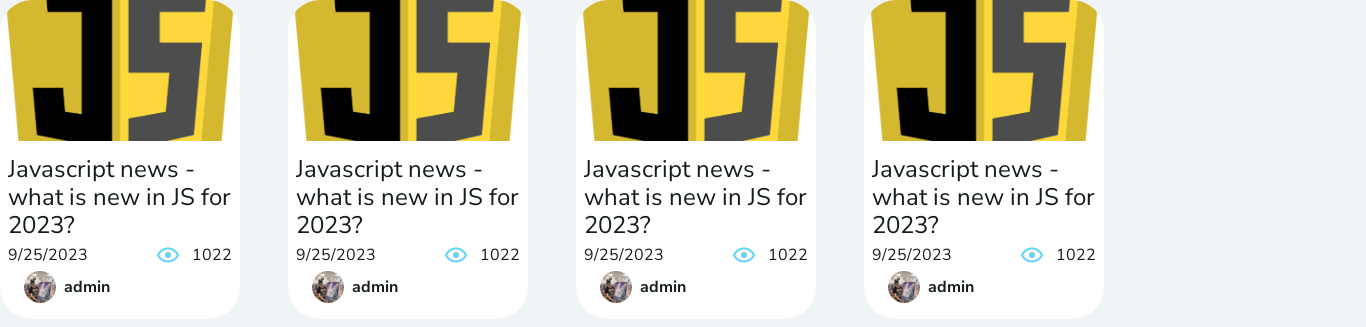 JS JS JS JS
Javascript news - Javascript news - Javascript news - Javascript news -
what is new in JS for what is new in JS for what is new in JS for what is new in JS for
2023? 2023? 2023? 2023?
9/25/2023 1022 9/25/2023 1022 9/25/2023 1022 9/25/2023 1022
admin admin admin admin